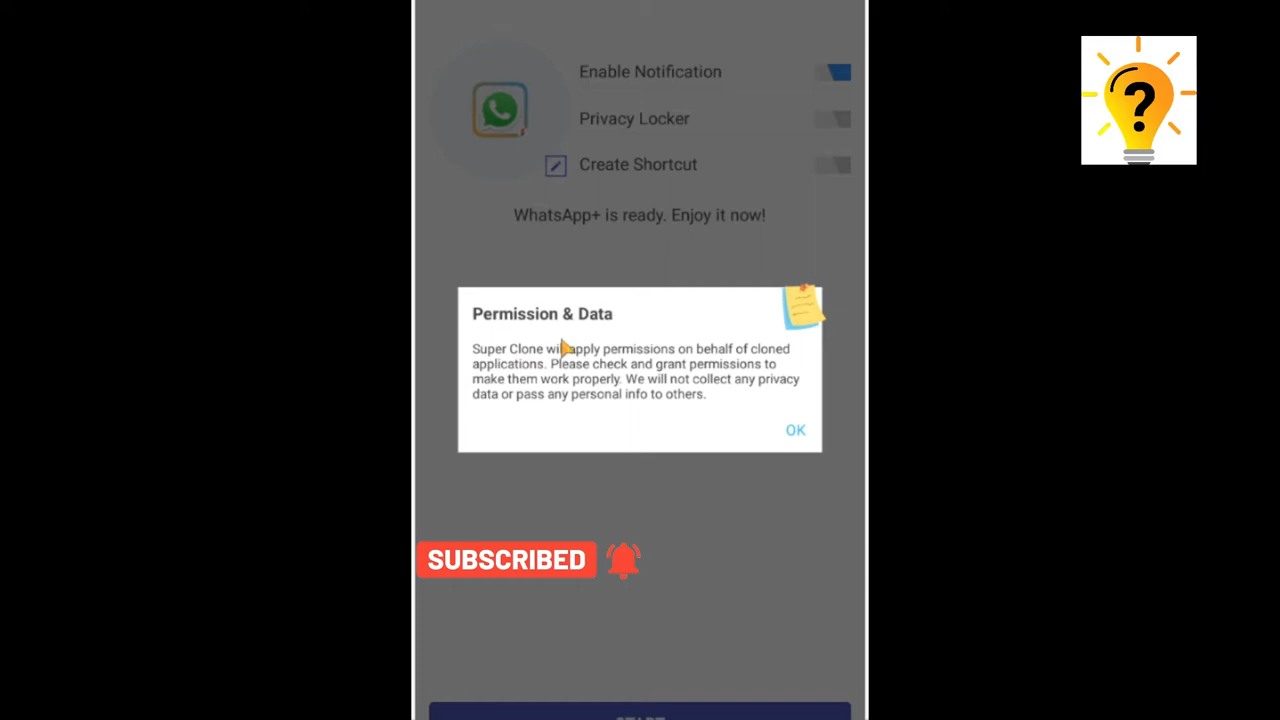 Enable Notification
Privacy Locker
Create Shortcut
WhatsApp+ is ready. Enjoy it now!
Permission & Data
Super Clone will apply permissions on behalf of cloned
applications. Please check and grant permissions to
make them work properly. We will not collect any privacy
data or pass any personal info to others.
OK
SUBSCRIBED
?